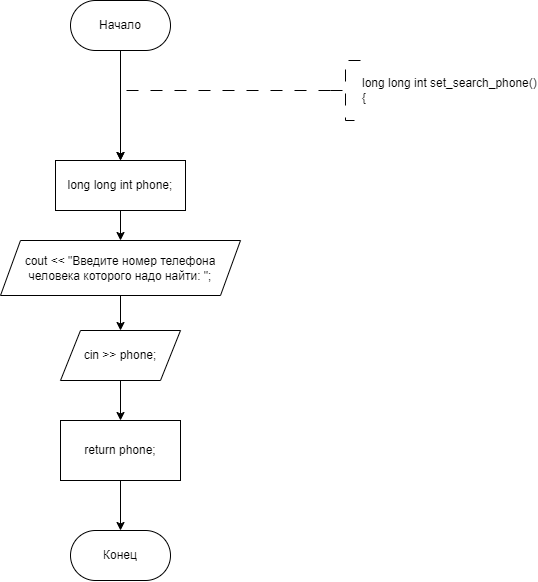 Начало
long long int set_search_phone()
{
long long int phone;
cout << "Введите номер телефона
человека которого надо найти: ";
cin >> phone;
return phone;
Конец